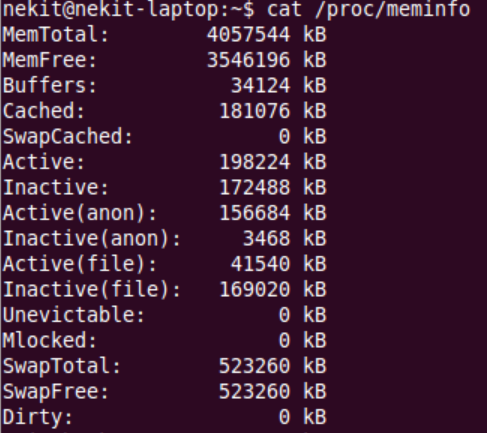 nekit@nekit-laptop:~$ cat /proc/meminfo
MemTotal:        4057544 kB
MemFree:         3546196 kB
Buffers:           34124 kB
Cached:           181076 kB
SwapCached:            0 kB
Active:           198224 kB
Inactive:         172488 kB
Active(anon):     156684 kB
Inactive(anon):     3468 kB
Active(file):      41540 kB
Inactive(file):   169020 kB
Unevictable:           0 kB
Mlocked:               0 kB
SwapTotal:        523260 kB
SwapFree:         523260 kB
Dirty:                 0 kB